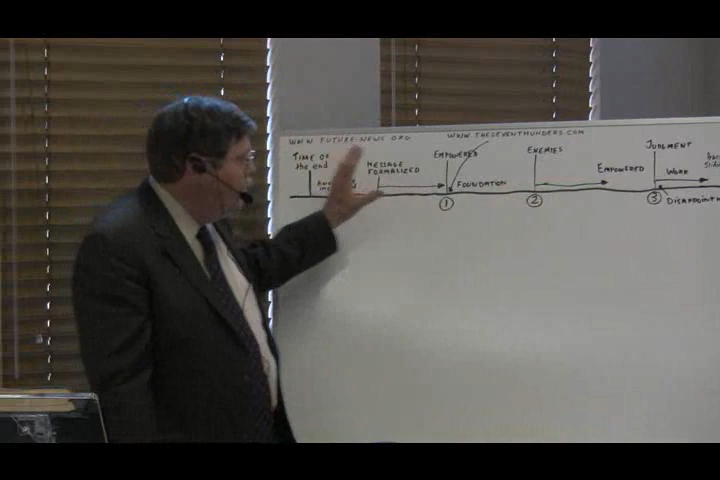 WWW FUTURE-NEWS ORG
WWW.THESEVENTHUNDERS.COM
TIME OF
the end
MESSAGE
FORMALIZED
EMPOWERED
FOUNDATION
ENEMIES
EMPOWERED
JUDGMENT
WORK
1
2
3